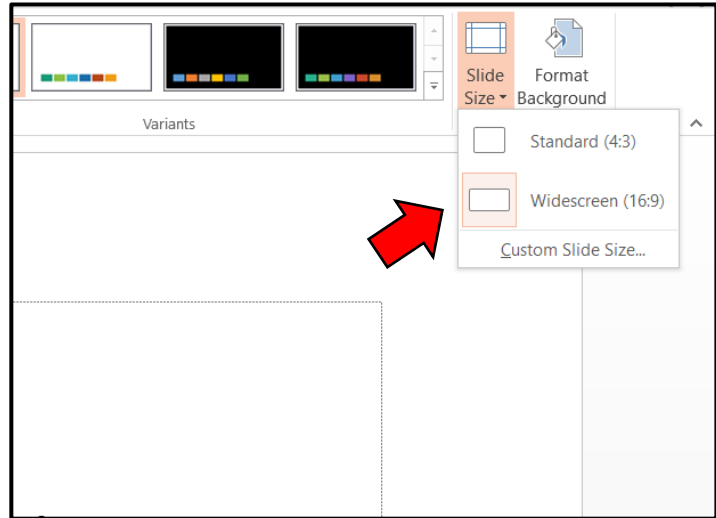 Slide
Size
Format
Background
Variants
Standard (4:3)
Widescreen (16:9)
Custom Slide Size...